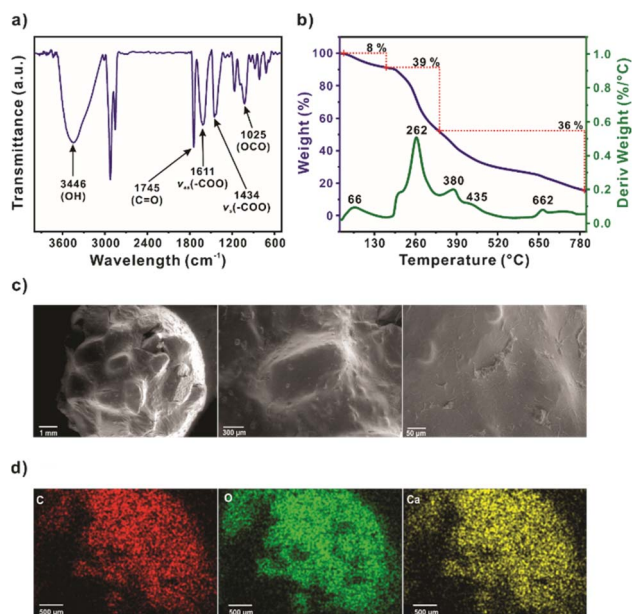 a)
Transmittance (a.u.)
3446
(OH)
1745
(C=O)
1611
νas(-COO)
1434
νs(-COO)
1025
(OCO)
3600 3000 2400 1800 1200 600
Wavelength (cm-1)
b)
Weight (%)
100
80
60
40
20
0
8 %
39 %
36 %
66
262
380
435
662
130 260 390 520 650 780
Temperature (°C)
1.0
0.8
0.6
0.4
0.2
0.0
Deriv Weight (%/°C)
c)
1 mm
300 µm
50 µm
d)
C
500 µm
O
500 µm
Ca
500 µm